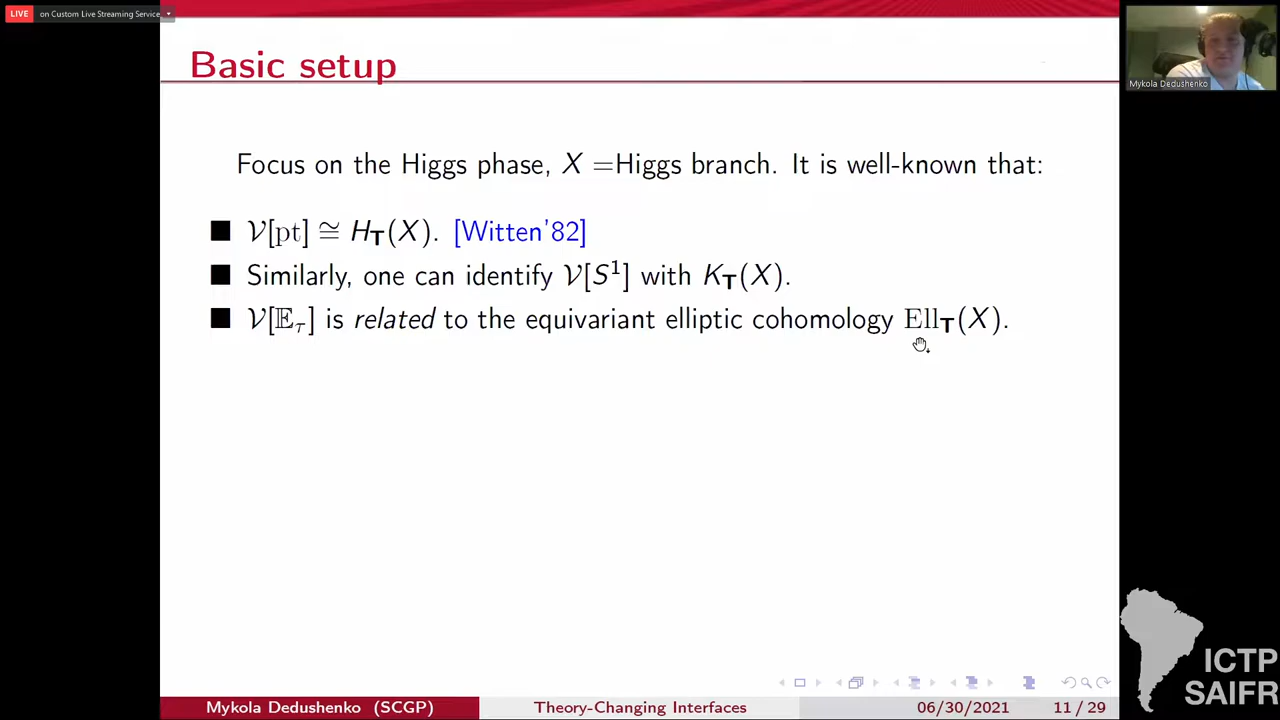 LIVE on Custom Live Streaming Service
Basic setup
Mykola Dedushenko
Focus on the Higgs phase, X =Higgs branch. It is well-known that:
■ 𝒱[pt] ≅ H_T(X). [Witten'82]
■ Similarly, one can identify 𝒱[S¹] with K_T(X).
■ 𝒱[𝔼_τ] is related to the equivariant elliptic cohomology Ell_T(X).
ICTP
SAIFR
Mykola Dedushenko (SCGP) Theory-Changing Interfaces 06/30/2021 11 / 29